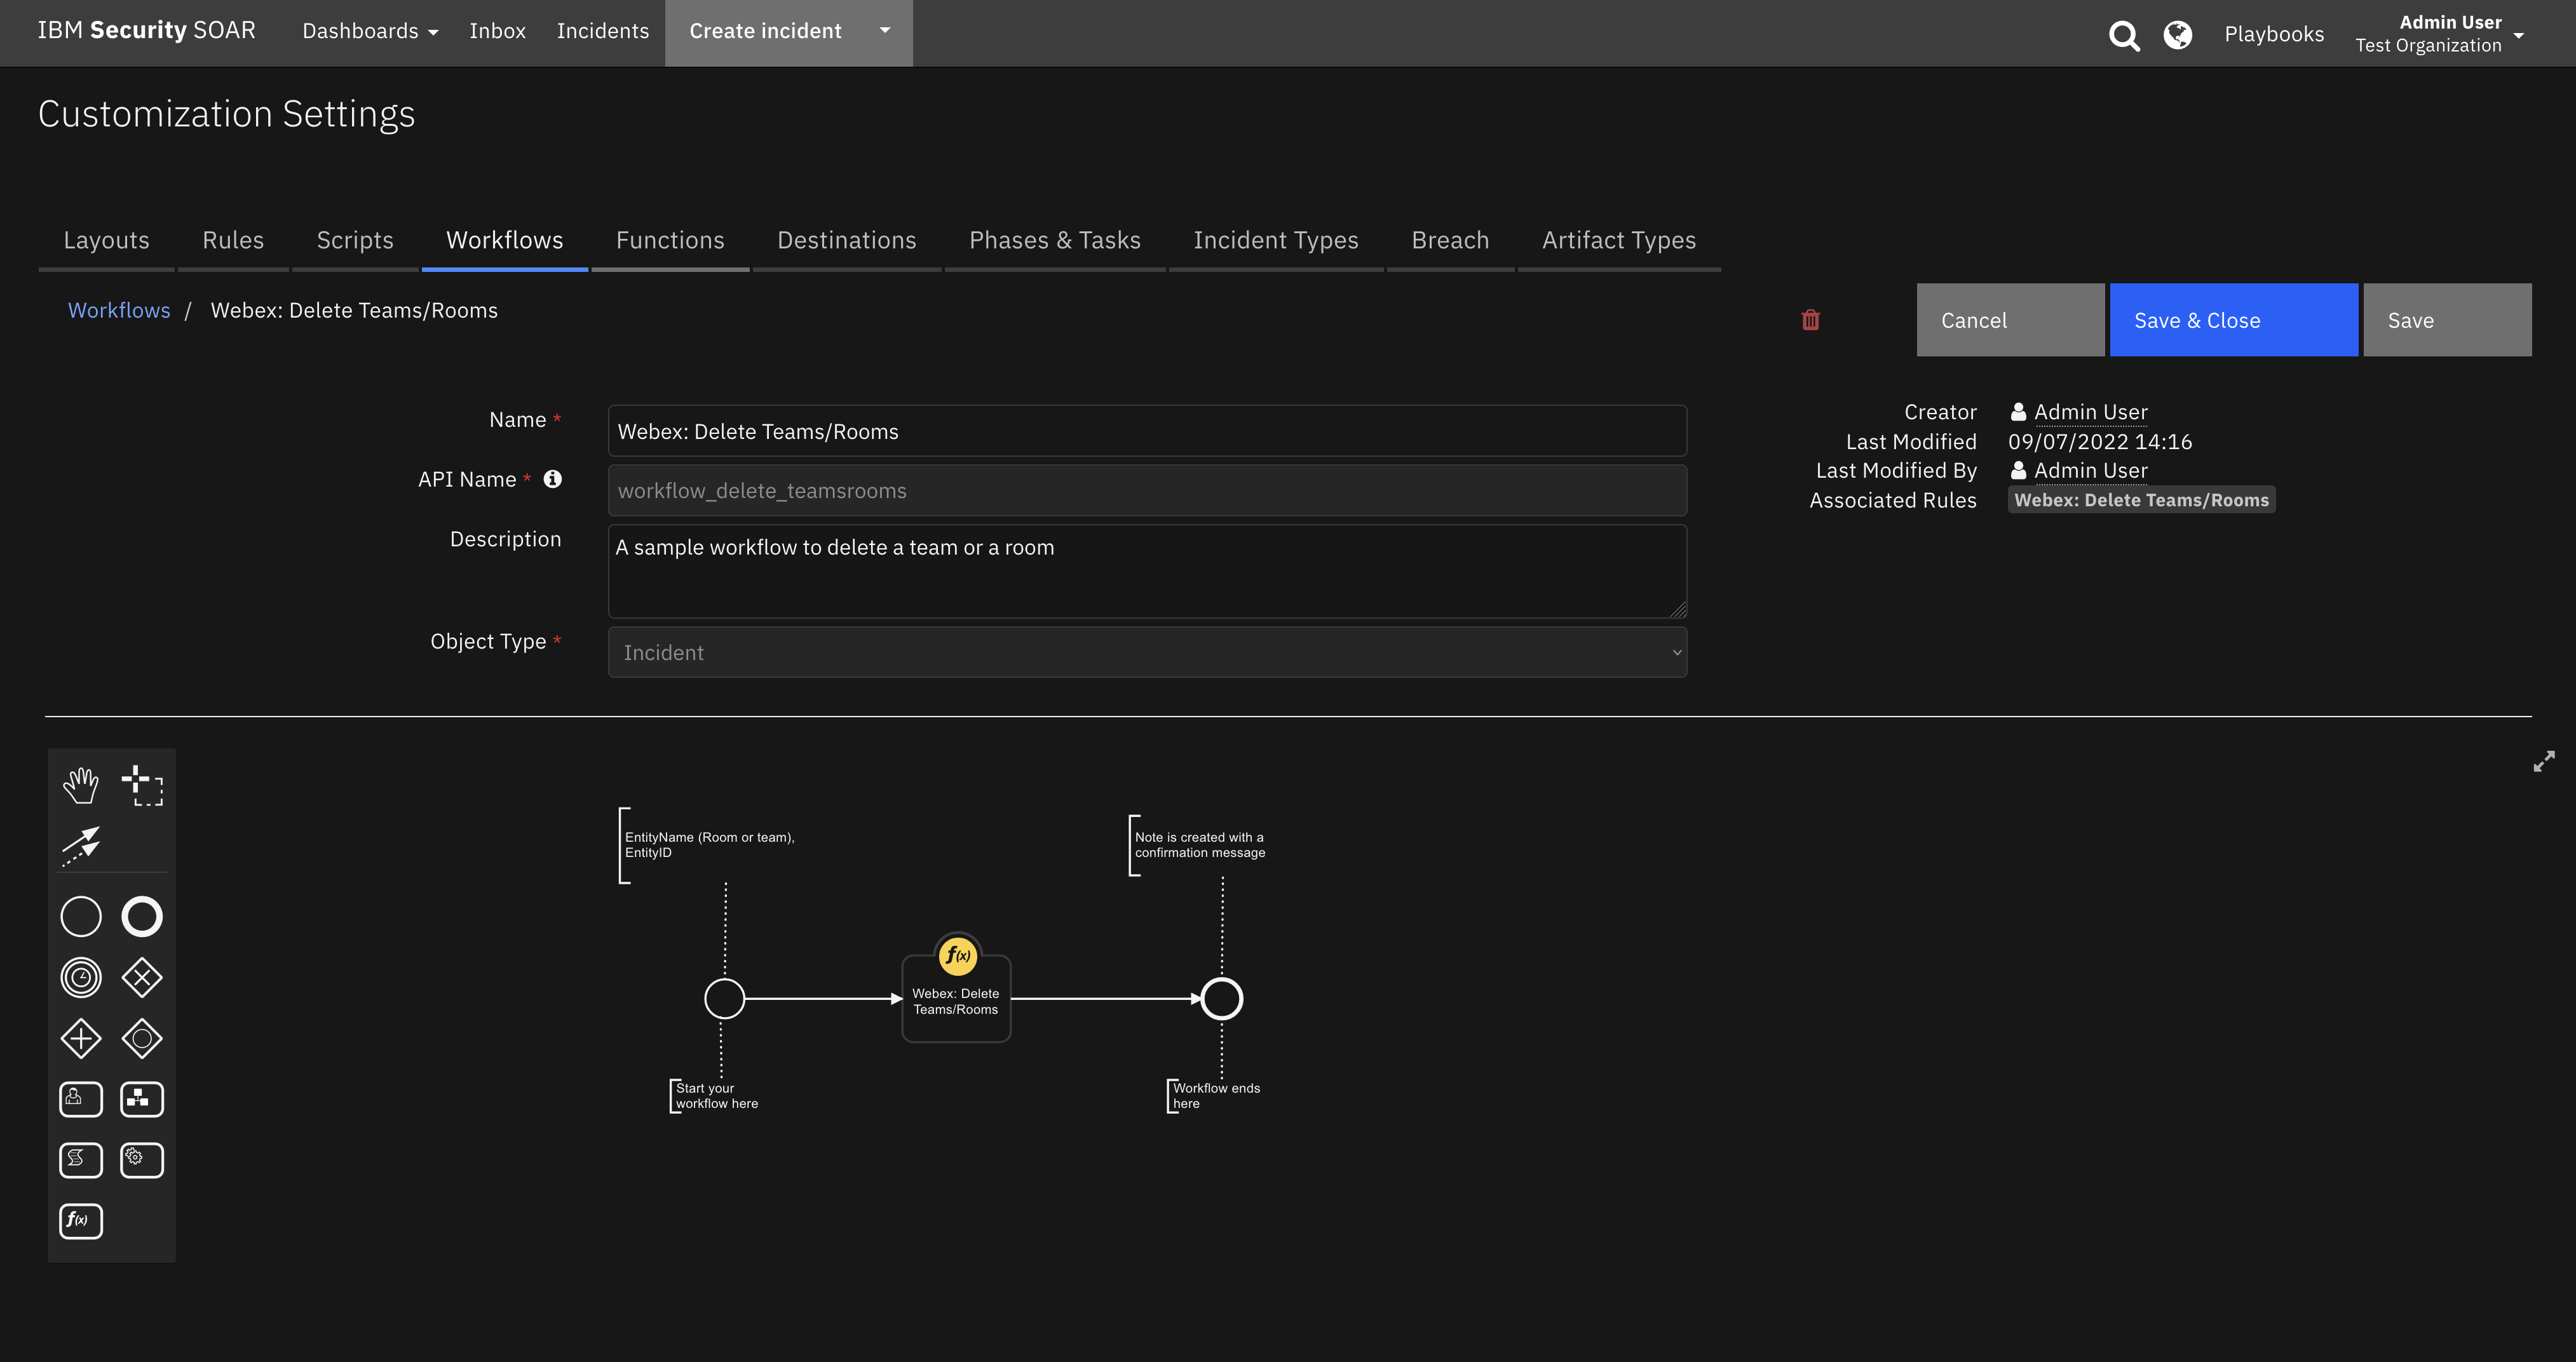 IBM Security SOAR Dashboards Inbox Incidents Create incident Playbooks Admin User
Test Organization
Customization Settings
Layouts Rules Scripts Workflows Functions Destinations Phases & Tasks Incident Types Breach Artifact Types
Workflows / Webex: Delete Teams/Rooms
Cancel Save & Close Save
Name * Webex: Delete Teams/Rooms
API Name * workflow_delete_teamsrooms
Description A sample workflow to delete a team or a room
Object Type * Incident
Creator Admin User
Last Modified 09/07/2022 14:16
Last Modified By Admin User
Associated Rules Webex: Delete Teams/Rooms
EntityName (Room or team),
EntityID
Note is created with a
confirmation message
f(x)
Webex: Delete
Teams/Rooms
Start your
workflow here
Workflow ends
here
f(x)